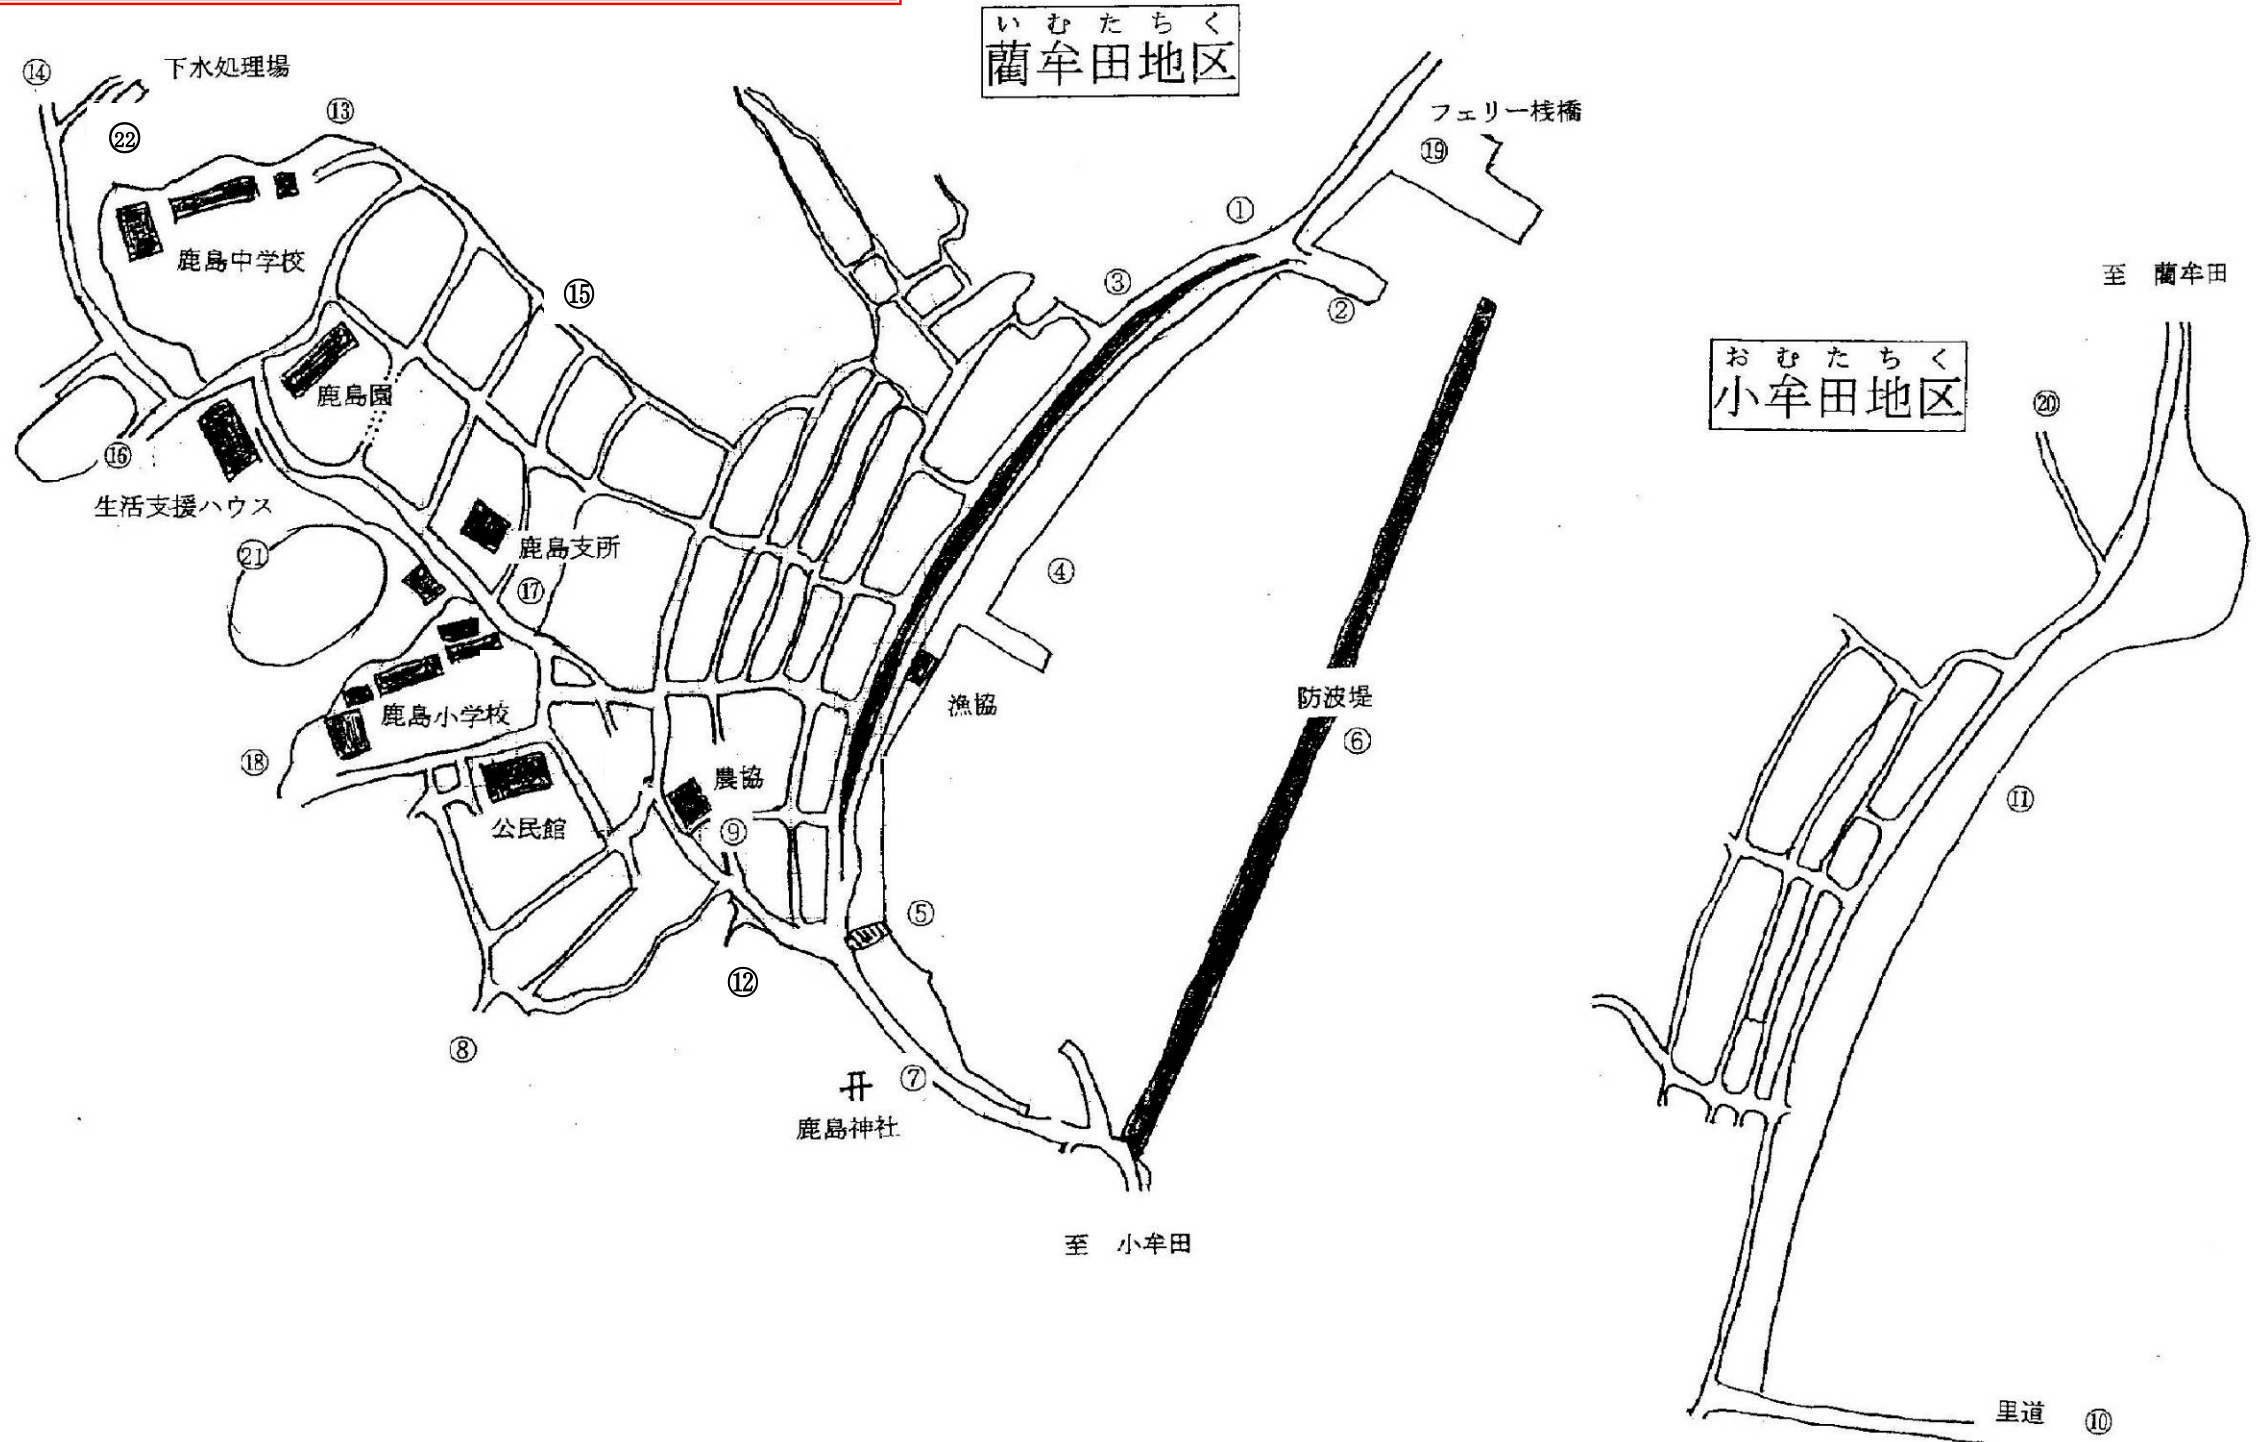 いむたちく
藺牟田地区
⑭
下水処理場
⑬
㉒
フェリー桟橋
⑲
①
鹿島中学校
③
⑮
②
至 藺牟田
おむたちく
小牟田地区
⑳
鹿島園
⑯
生活支援ハウス
㉑
鹿島支所
⑰
④
漁協
防波堤
⑥
鹿島小学校
⑱
農協
⑨
公民館
⑪
⑤
⑫
⑧
⑦
鹿島神社
至 小牟田
里道
⑩